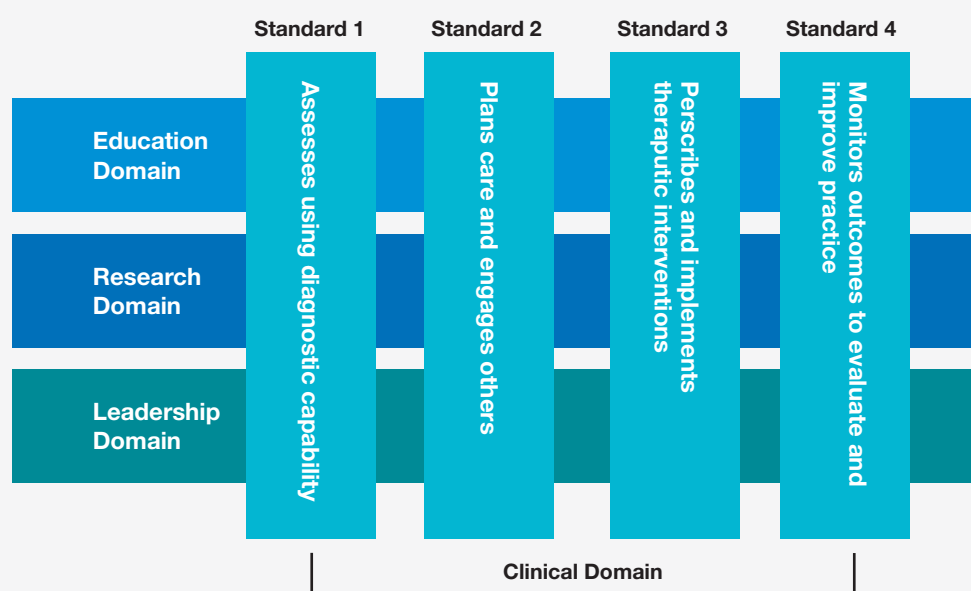 Standard 1
Standard 2
Standard 3
Standard 4
Education
Domain
Research
Domain
Leadership
Domain
Assesses using diagnostic capability
Plans care and engages others
Perscribes and implements
theraputic interventions
Monitors outcomes to evaluate and
improve practice
Clinical Domain